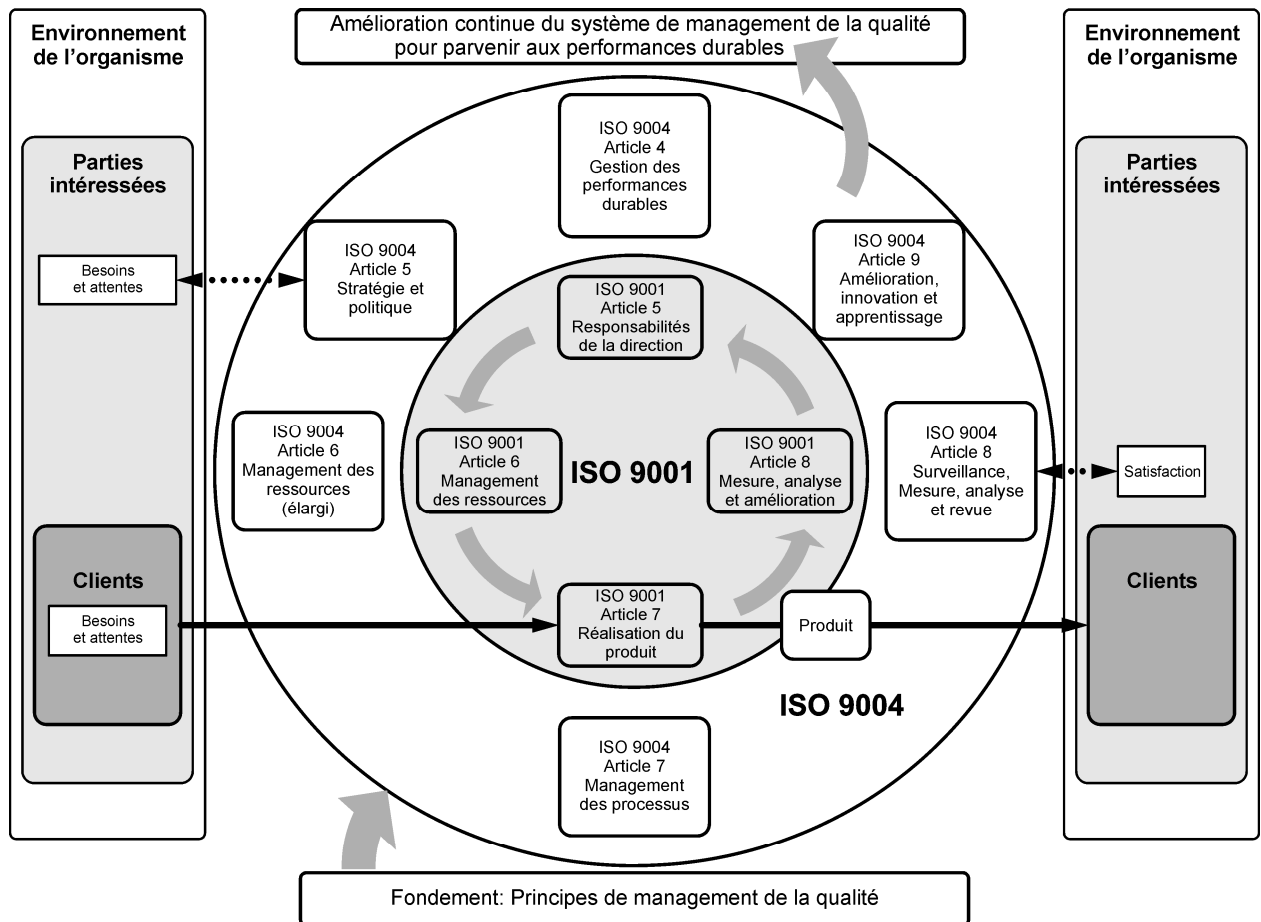 Amélioration continue du système de management de la qualité
pour parvenir aux performances durables
Environnement
de l’organisme
Parties
intéressées
Besoins
et attentes
Clients
Besoins
et attentes
ISO 9004
Article 4
Gestion des
performances
durables
ISO 9004
Article 5
Stratégie et
politique
ISO 9004
Article 9
Amélioration,
innovation et
apprentissage
ISO 9001
Article 5
Responsabilités
de la direction
ISO 9004
Article 6
Management des
ressources
(élargi)
ISO 9001
Article 6
Management
des ressources
ISO 9001
ISO 9001
Article 8
Mesure, analyse
et amélioration
ISO 9004
Article 8
Surveillance,
Mesure, analyse
et revue
ISO 9001
Article 7
Réalisation du
produit
Produit
ISO 9004
ISO 9004
Article 7
Management
des processus
Environnement
de l’organisme
Parties
intéressées
Satisfaction
Clients
Fondement: Principes de management de la qualité